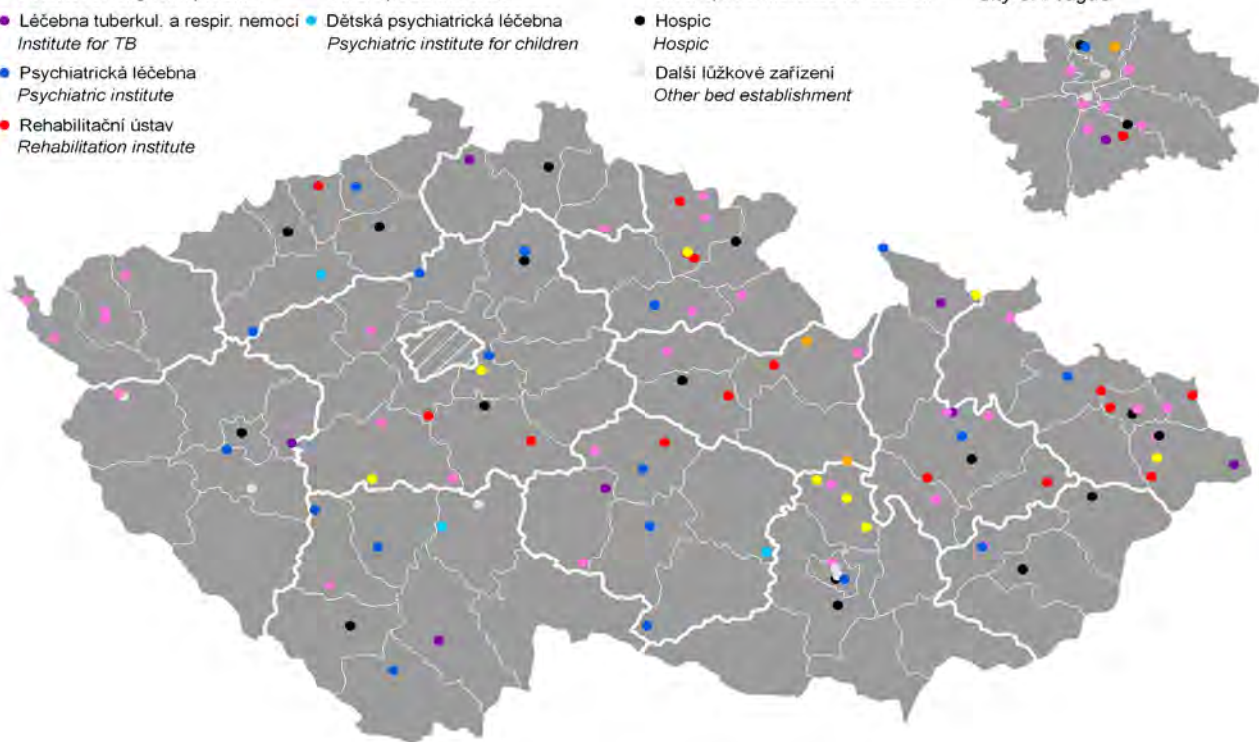 Léčebna tuberkul. a respir. nemocí
Institute for TB
Psychiatrická léčebna
Psychiatric institute
Rehabilitační ústav
Rehabilitation institute
Dětská psychiatrická léčebna
Psychiatric institute for children
Hospic
Hospic
Další lůžkové zařízení
Other bed establishment